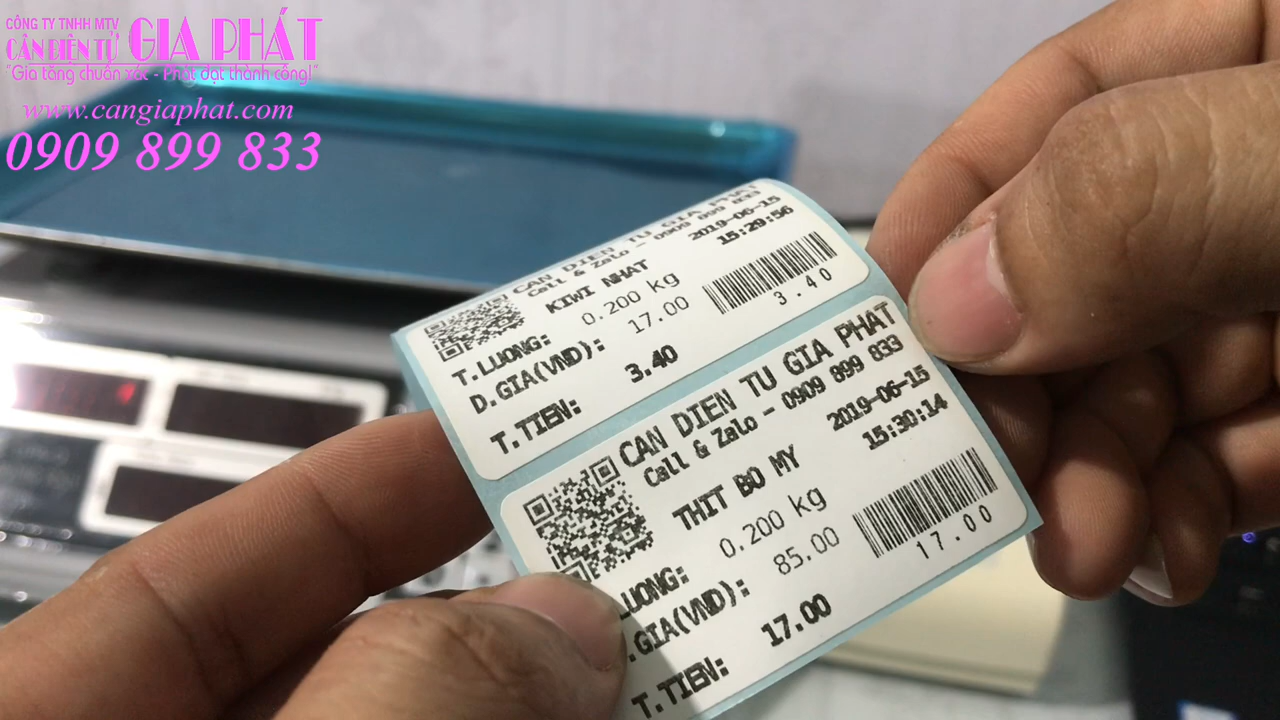 CÔNG TY TNHH MTV
CÂN ĐIỆN TỬ GIA PHÁT
"Gia tăng chuẩn xác - Phát đạt thành công!"
www.cangiaphat.com
0909 899 833
CAN DIEN TU GIA PHAT
Call & Zalo - 0909 899 833
KIWI NHAT 2019-06-15
15:29:56
T.LUONG: 0.200 kg
D.GIA(VND): 17.00
3.40
T.TIEN: 3.40
CAN DIEN TU GIA PHAT
Call & Zalo - 0909 899 833
THIT BO MY 2019-06-15
15:30:14
LUONG: 0.200 kg
.GIA(VND): 85.00
17.00
T.TIEN: 17.00